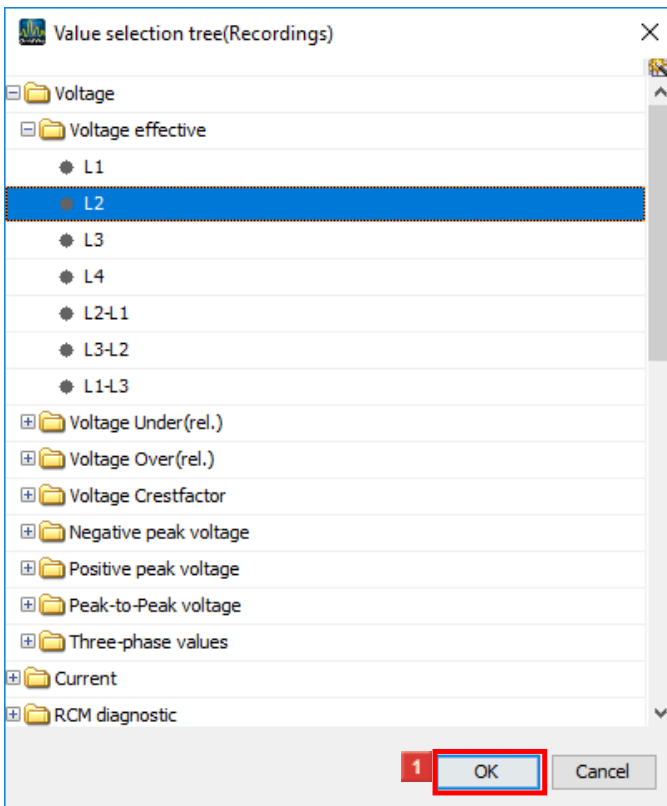 Value selection tree(Recordings)
Voltage
Voltage effective
L1
L2
L3
L4
L2-L1
L3-L2
L1-L3
Voltage Under(rel.)
Voltage Over(rel.)
Voltage Crestfactor
Negative peak voltage
Positive peak voltage
Peak-to-Peak voltage
Three-phase values
Current
RCM diagnostic
1 OK Cancel